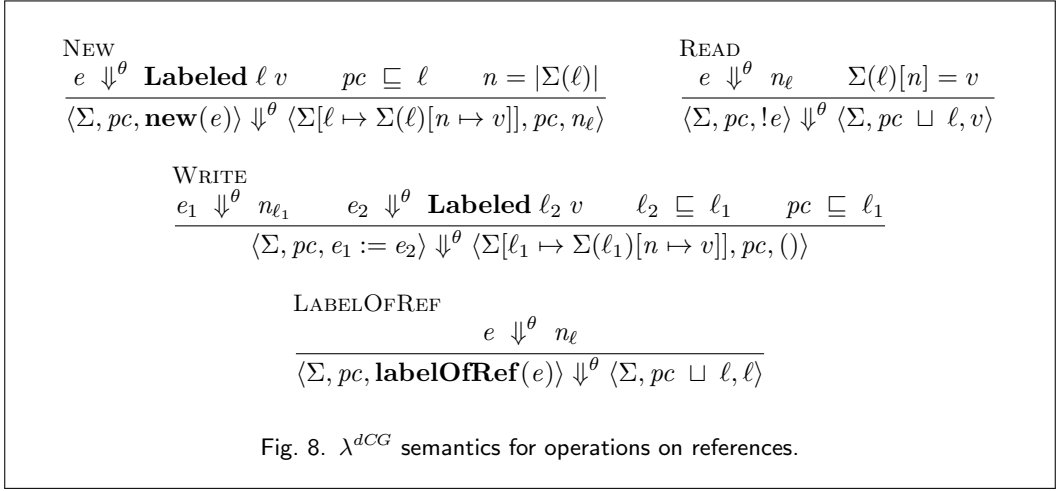 NEW
e ⇓^θ Labeled ℓ v    pc ⊑ ℓ    n = |Σ(ℓ)|
⟨Σ, pc, new(e)⟩ ⇓^θ ⟨Σ[ℓ ↦ Σ(ℓ)[n ↦ v]], pc, n_ℓ⟩
READ
e ⇓^θ n_ℓ    Σ(ℓ)[n] = v
⟨Σ, pc, !e⟩ ⇓^θ ⟨Σ, pc ⊔ ℓ, v⟩
WRITE
e_1 ⇓^θ n_{ℓ_1}    e_2 ⇓^θ Labeled ℓ_2 v    ℓ_2 ⊑ ℓ_1    pc ⊑ ℓ_1
⟨Σ, pc, e_1 := e_2⟩ ⇓^θ ⟨Σ[ℓ_1 ↦ Σ(ℓ_1)[n ↦ v]], pc, ()⟩
LABELOFREF
e ⇓^θ n_ℓ
⟨Σ, pc, labelOfRef(e)⟩ ⇓^θ ⟨Σ, pc ⊔ ℓ, ℓ⟩
Fig. 8. λ^{dCG} semantics for operations on references.